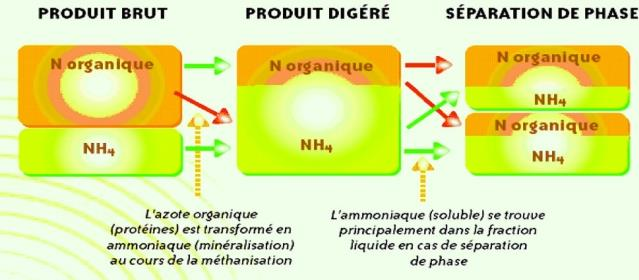 PRODUIT BRUT
PRODUIT DIGÉRÉ
SÉPARATION DE PHASE
N organique
NH4
N organique
NH4
N organique
NH4
N organique
NH4
L'azote organique
(protéines) est transformé en
ammoniaque (minéralisation)
au cours de la méthanisation
L'ammoniaque (soluble) se trouve
principalement dans la fraction
liquide en cas de séparation
de phase